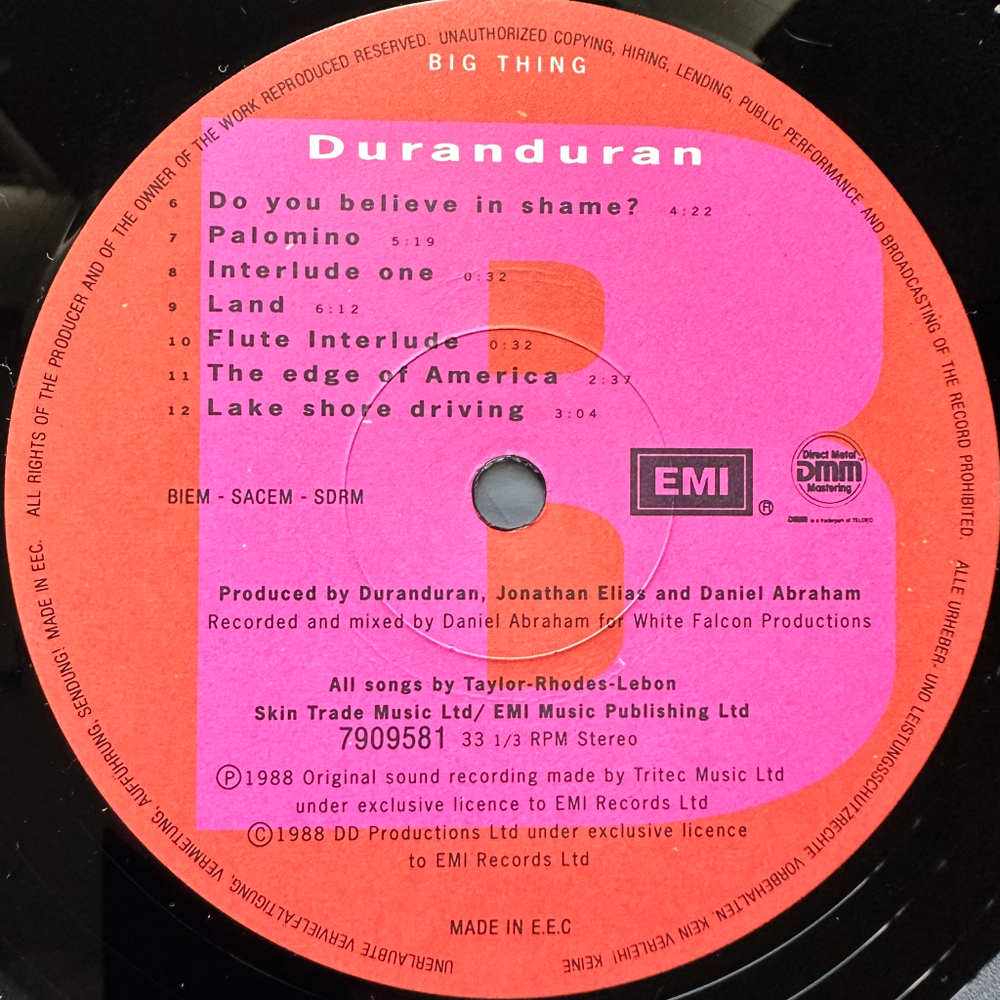 ALL RIGHTS OF THE PRODUCER AND OF THE OWNER OF THE WORK REPRODUCED RESERVED. UNAUTHORIZED COPYING, HIRING, LENDING, PUBLIC PERFORMANCE AND BROADCASTING OF THE RECORD PROHIBITED.
BIG THING
Duranduran
6 Do you believe in shame? 4:22
7 Palomino 5:19
8 Interlude one 0:32
9 Land 6:12
10 Flute Interlude 0:32
11 The edge of America 2:37
12 Lake shore driving 3:04
BIEM - SACEM - SDRM
EMI ®
Direct Metal
DMM
Mastering
DMM is a trademark of TELDEC
Produced by Duranduran, Jonathan Elias and Daniel Abraham
Recorded and mixed by Daniel Abraham for White Falcon Productions
All songs by Taylor-Rhodes-Lebon
Skin Trade Music Ltd/ EMI Music Publishing Ltd
7909581 33 1/3 RPM Stereo
Ⓟ1988 Original sound recording made by Tritec Music Ltd
under exclusive licence to EMI Records Ltd
©1988 DD Productions Ltd under exclusive licence
to EMI Records Ltd
MADE IN E.E.C
ALLE URHEBER- UND LEISTUNGSSCHUTZRECHTE VORBEHALTEN. KEIN VERLEIH! KEINE
UNERLAUBTE VERVIELFÄLTIGUNG, VERMIETUNG, AUFFÜHRUNG, SENDUNG! MADE IN EEC.